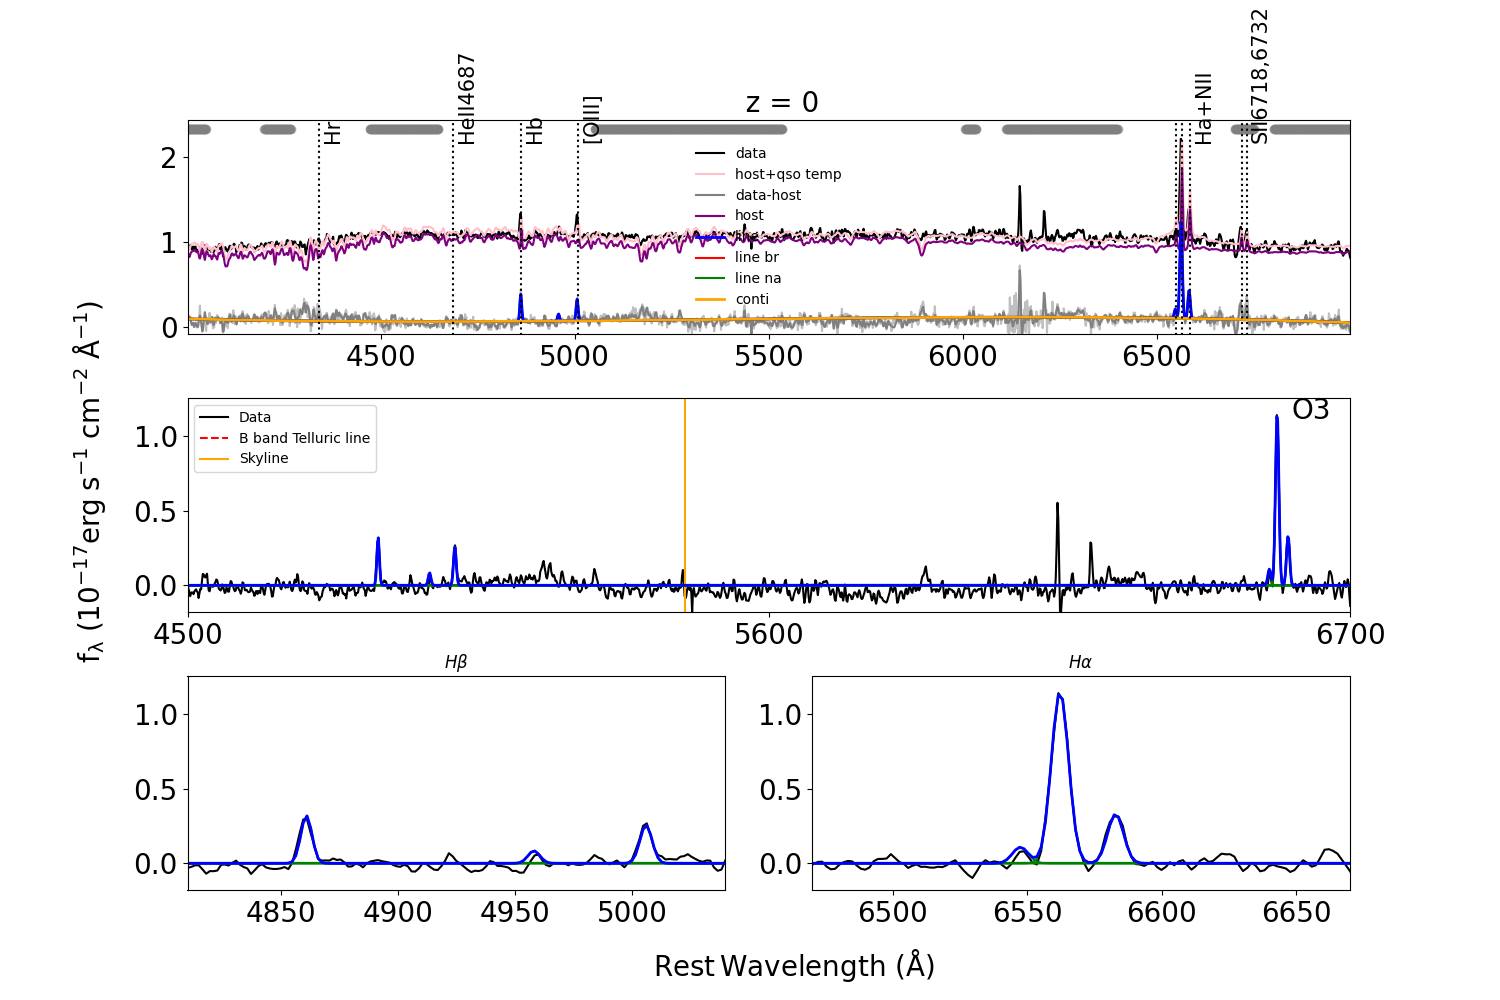 z = 0
Hr
HeII4687
Hb
[OIII]
Ha+NII
SII6718,6732
data
host+qso temp
data-host
host
line br
line na
conti
2
1
0
4500
5000
5500
6000
6500
f_λ (10^−17 erg s^−1 cm^−2 Å^−1)
Data
B band Telluric line
Skyline
O3
1.0
0.5
0.0
4500
5600
6700
Hβ
1.0
0.5
0.0
4850
4900
4950
5000
Hα
1.0
0.5
0.0
6500
6550
6600
6650
Rest Wavelength (Å)